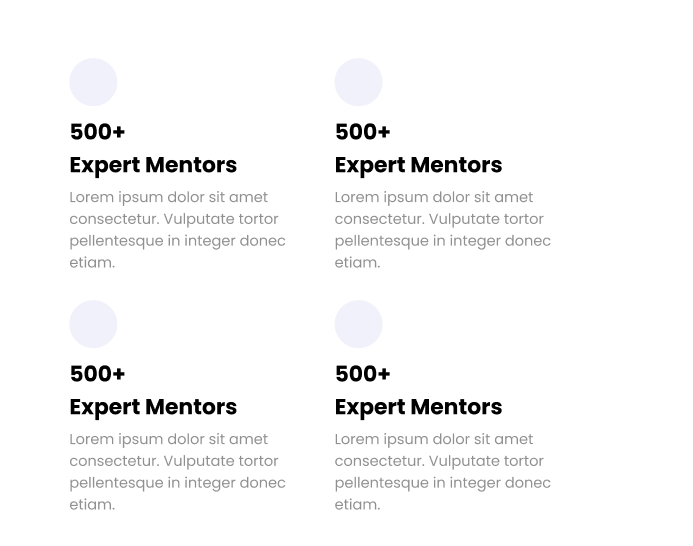 500+
Expert Mentors
Lorem ipsum dolor sit amet
consectetur. Vulputate tortor
pellentesque in integer donec
etiam.
500+
Expert Mentors
Lorem ipsum dolor sit amet
consectetur. Vulputate tortor
pellentesque in integer donec
etiam.
500+
Expert Mentors
Lorem ipsum dolor sit amet
consectetur. Vulputate tortor
pellentesque in integer donec
etiam.
500+
Expert Mentors
Lorem ipsum dolor sit amet
consectetur. Vulputate tortor
pellentesque in integer donec
etiam.